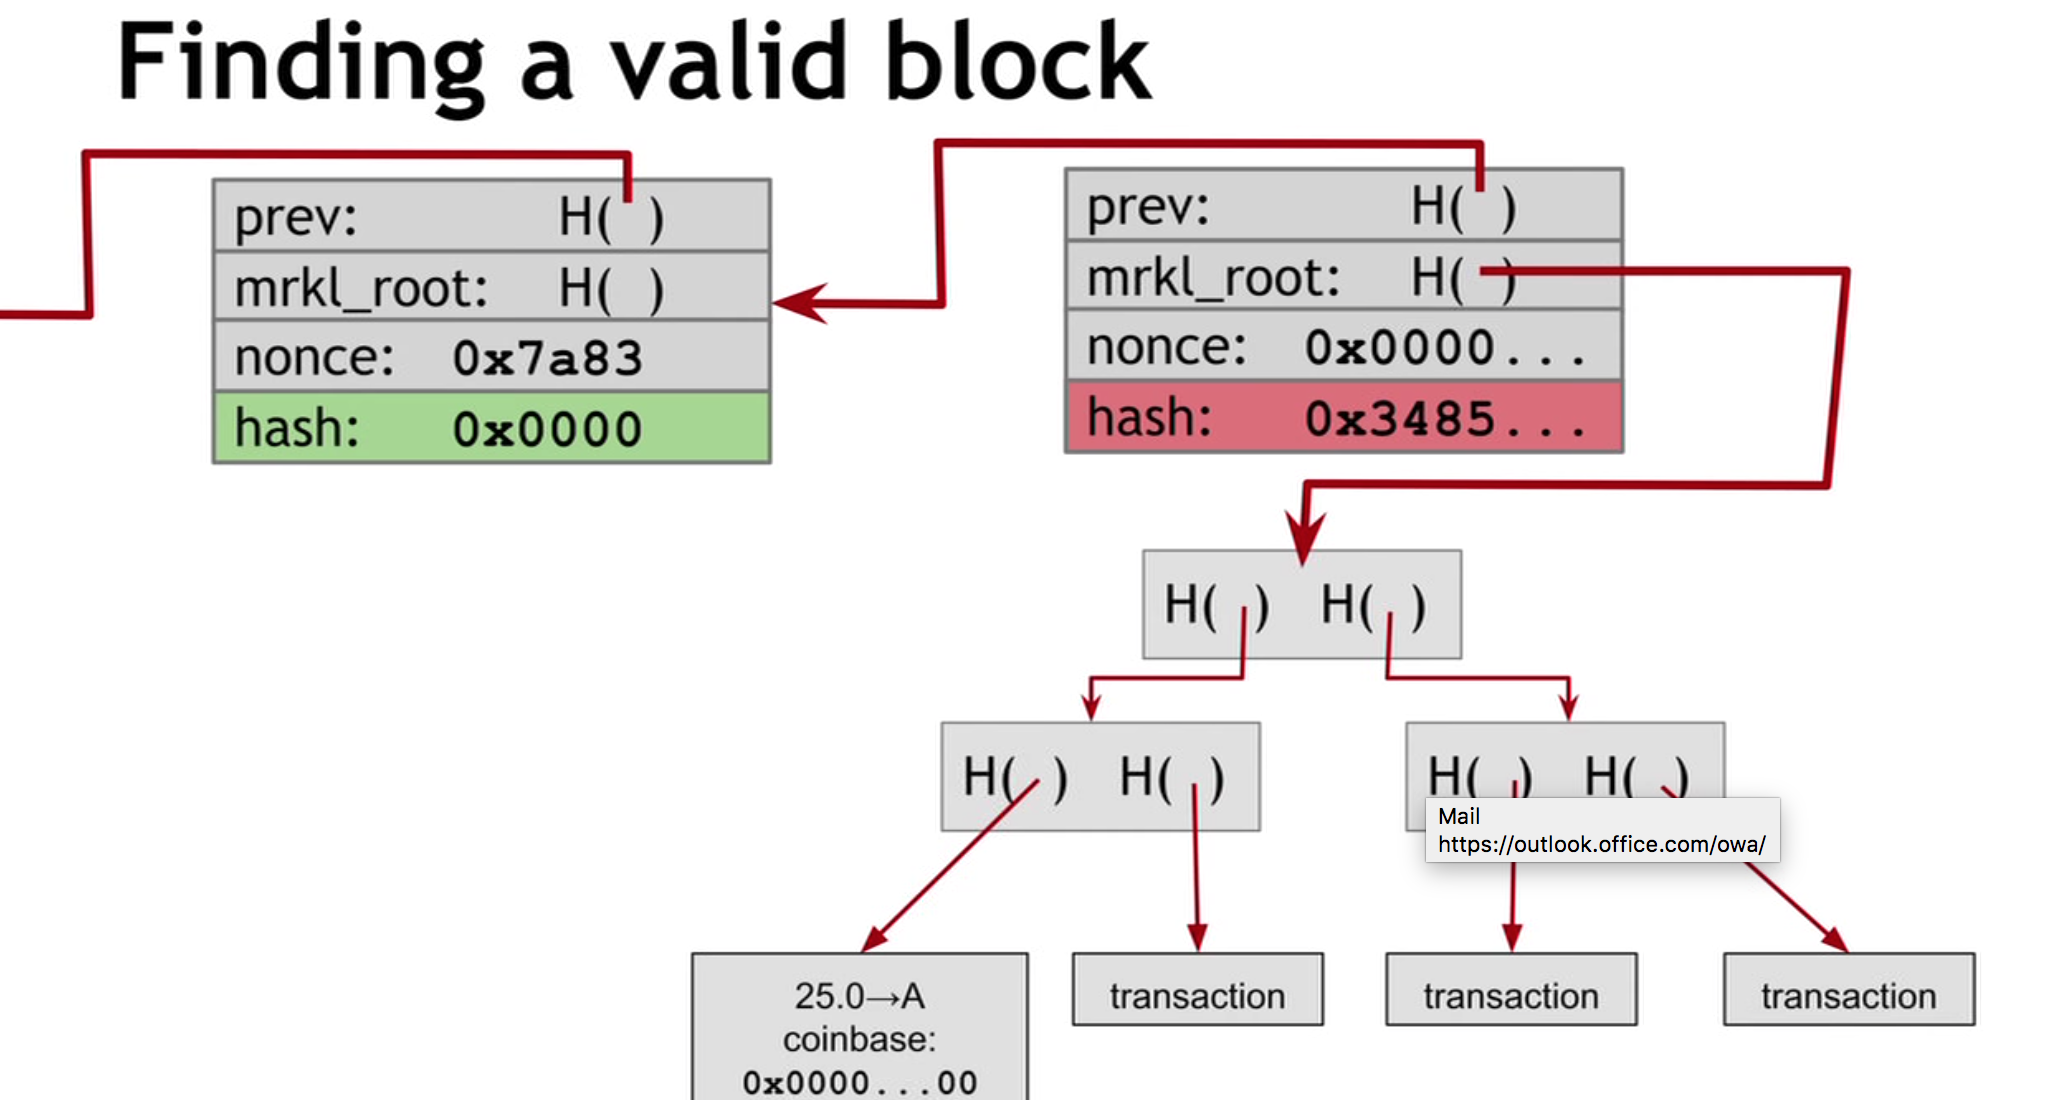 Finding a valid block
prev: H( )
mrkl_root: H( )
nonce: 0x7a83
hash: 0x0000
prev: H( )
mrkl_root: H( )
nonce: 0x0000...
hash: 0x3485...
H( ) H( )
H( ) H( )
H( ) H( )
Mail
https://outlook.office.com/owa/
25.0→A
coinbase:
0x0000...00
transaction
transaction
transaction